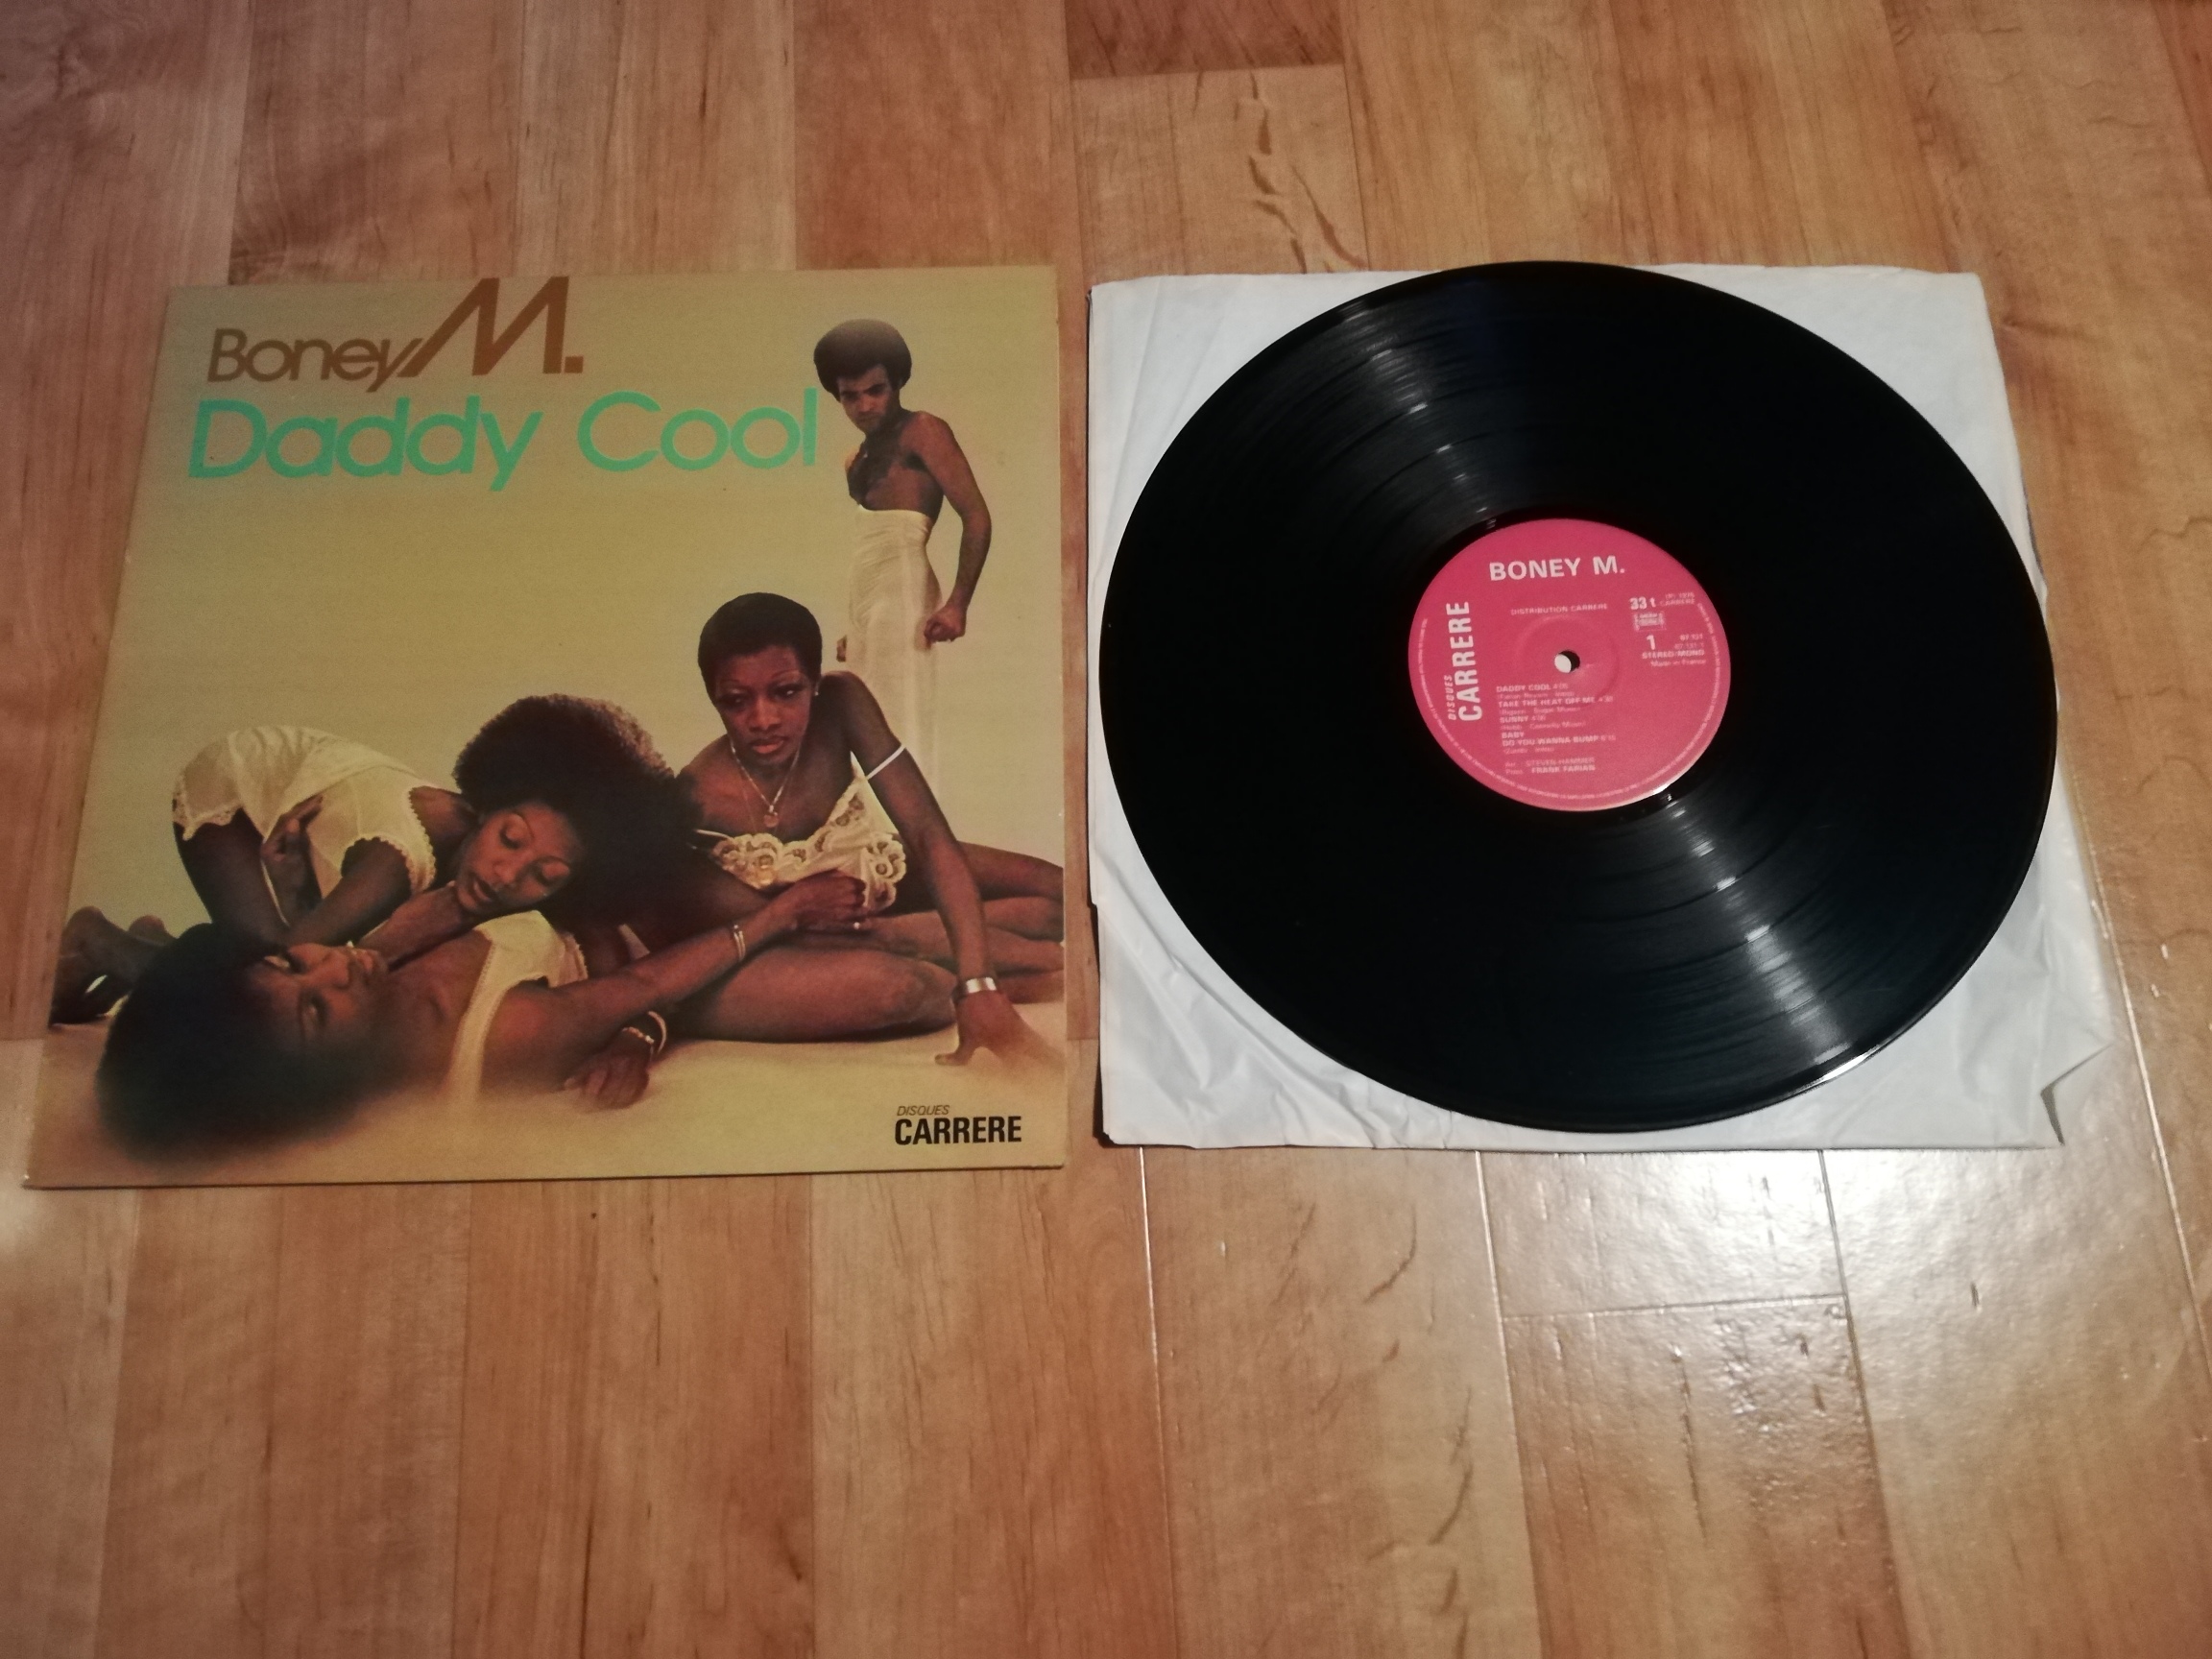 Boney M.
Daddy Cool
DISQUES
CARRERE
BONEY M.
DISTRIBUTION CARRERE
33 t
CARRERE
1
STEREO-MONO
Made in France
DISQUES
CARRERE
DADDY COOL
TAKE THE HEAT OFF ME
SUNNY
BABY
DO YOU WANNA BUMP
STEVEN HAMMER
FRANK FARIAN